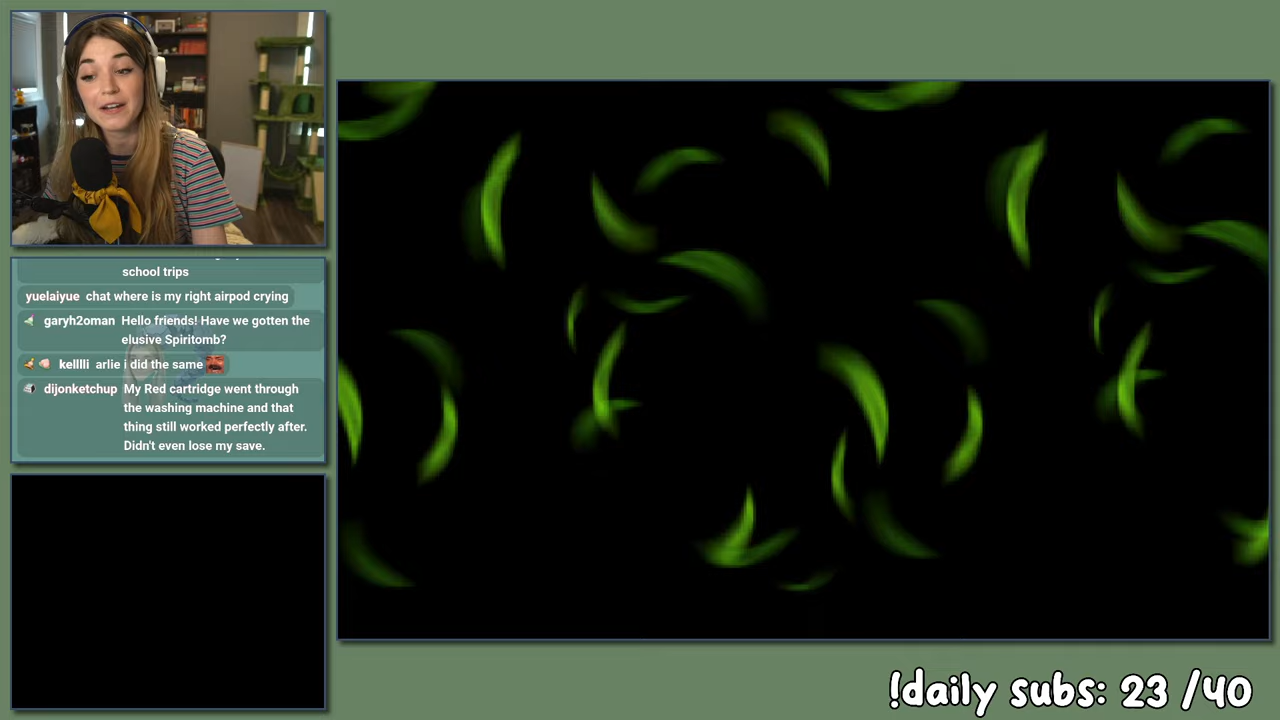 school trips
yuelaiyue chat where is my right airpod crying
garyh2oman Hello friends! Have we gotten the
elusive Spiritomb?
kelllli arlie i did the same
dijonketchup My Red cartridge went through
the washing machine and that
thing still worked perfectly after.
Didn't even lose my save.
!daily subs: 23 /40